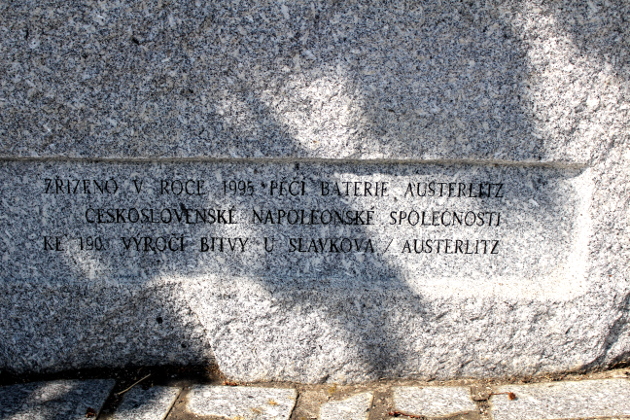 ZŘÍZENO V ROCE 1995 PÉČÍ BATERIE AUSTERLITZ
ČESKOSLOVENSKÉ NAPOLEONSKÉ SPOLEČNOSTI
KE 190. VÝROČÍ BITVY U SLAVKOVA / AUSTERLITZ